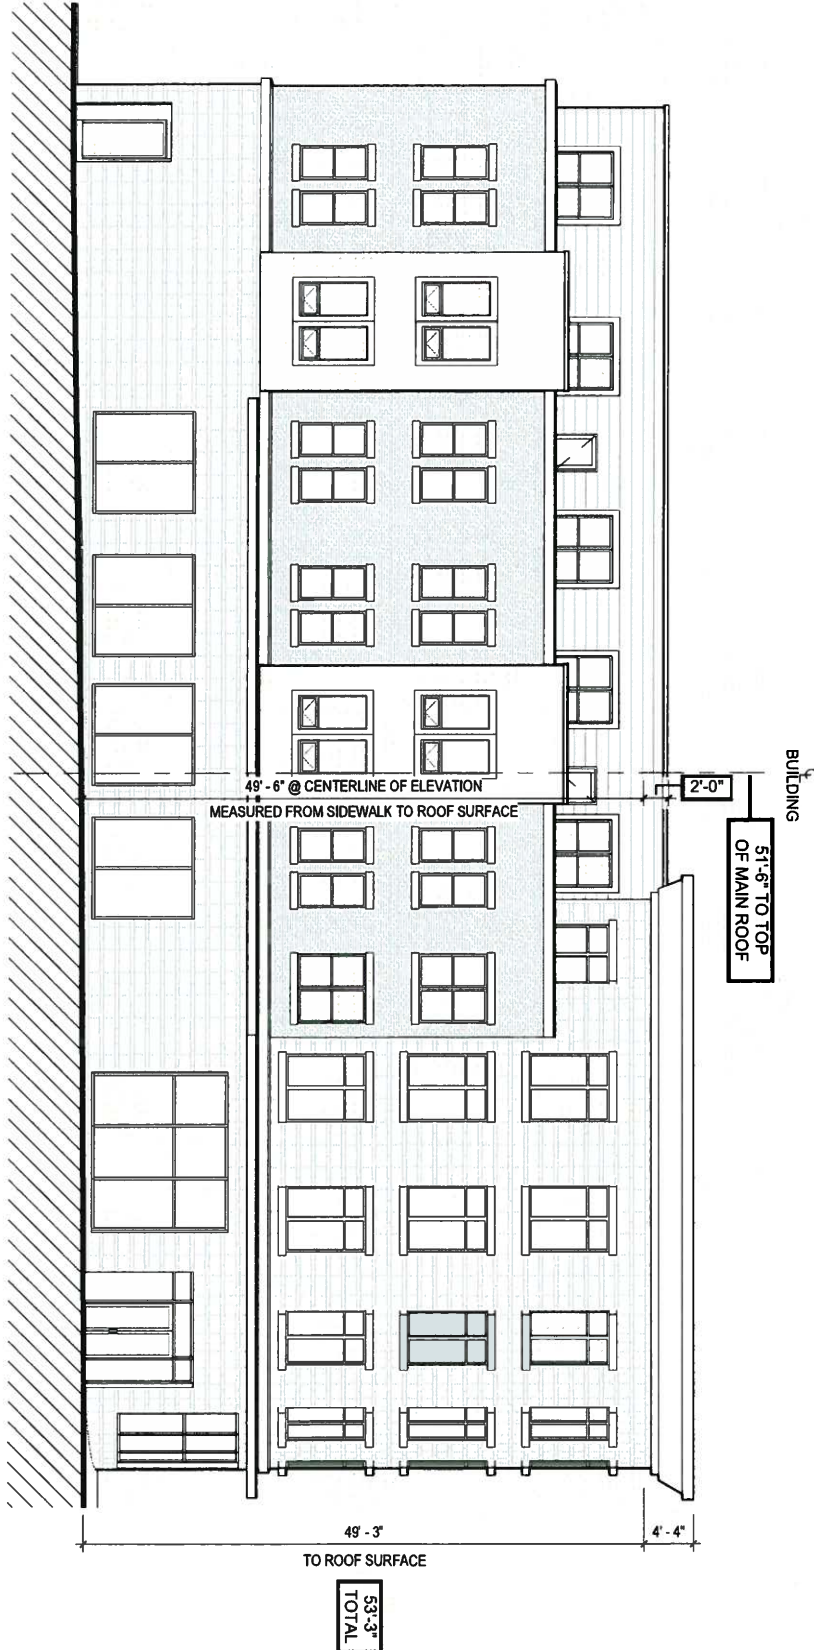 BUILDING
2'-0"
49' - 6" @ CENTERLINE OF ELEVATION
MEASURED FROM SIDEWALK TO ROOF SURFACE
51'-6" TO TOP
OF MAIN ROOF
49' - 3"
4' - 4"
TO ROOF SURFACE
53'-3"
TOTAL